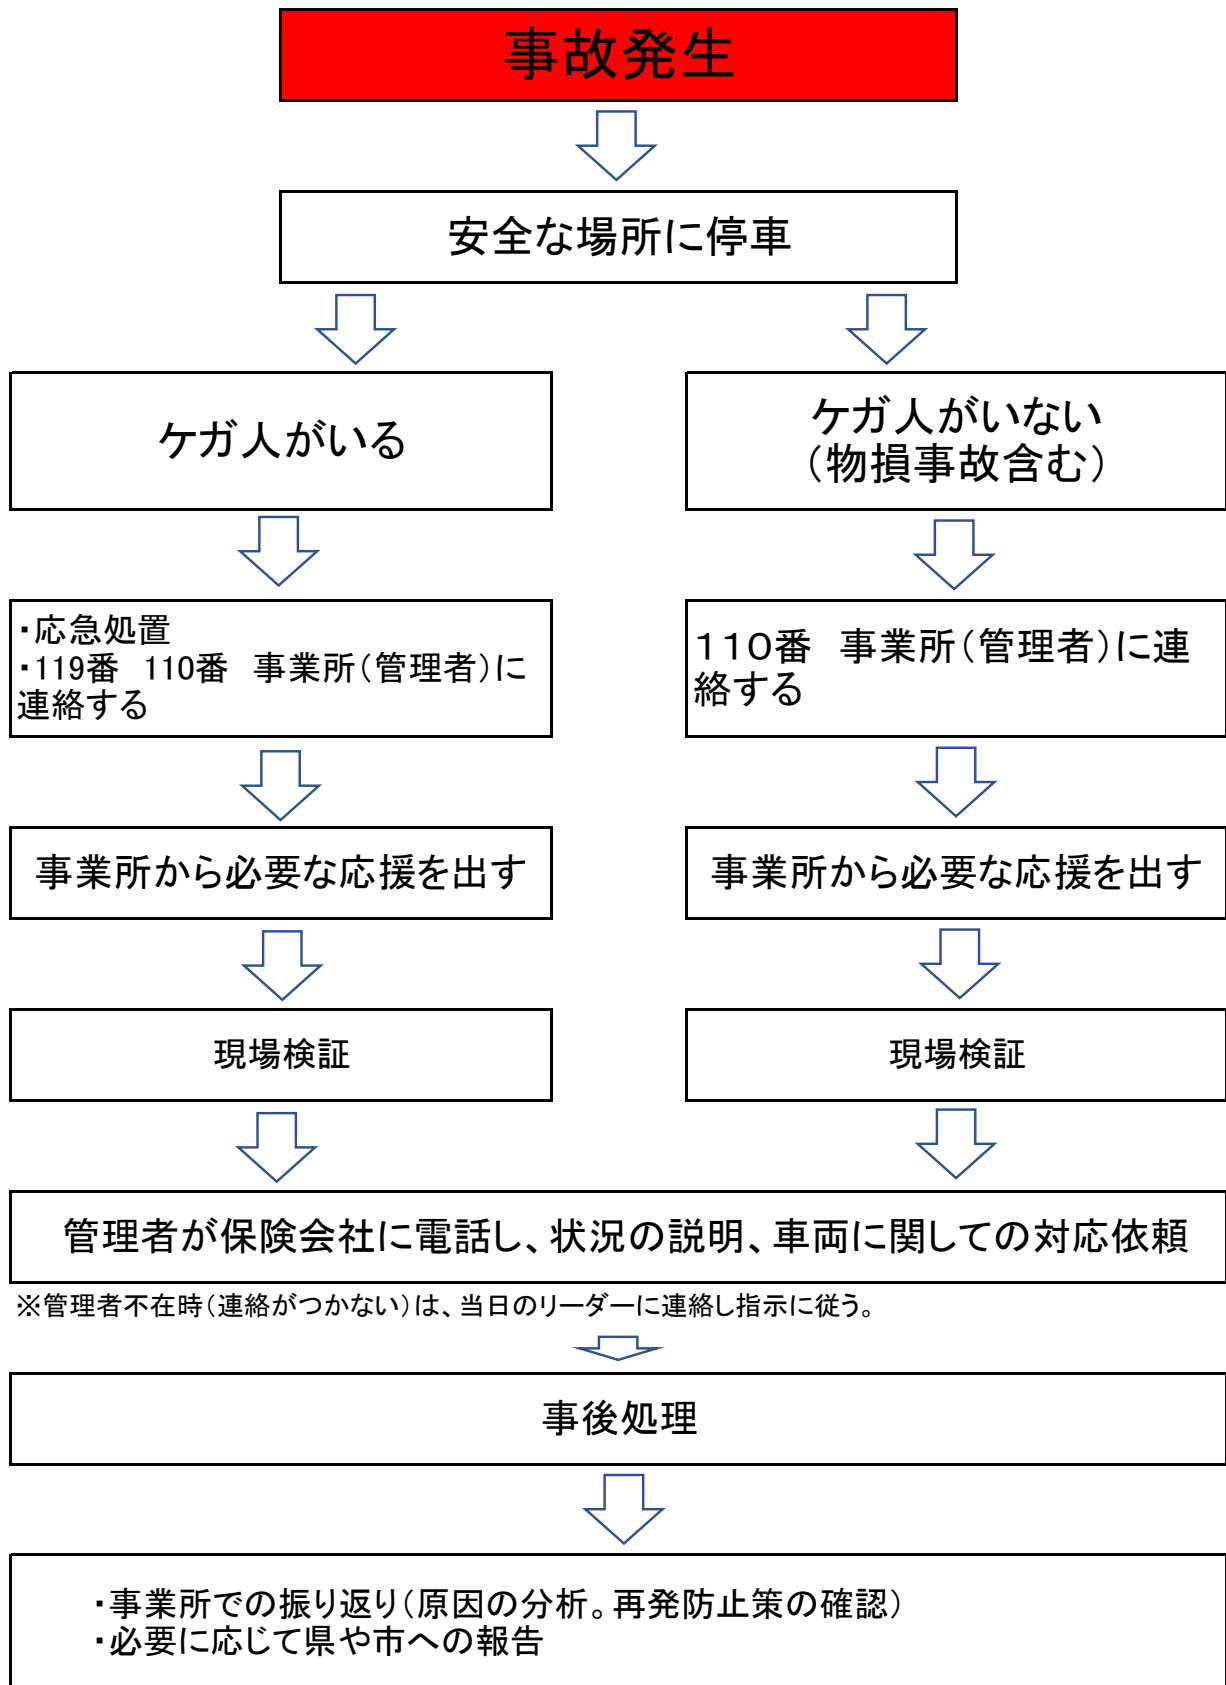 事故発生
安全な場所に停車
ケガ人がいる
ケガ人がいない
（物損事故含む）
・応急処置
・119番　110番　事業所（管理者）に
連絡する
１１０番　事業所（管理者）に連
絡する
事業所から必要な応援を出す
事業所から必要な応援を出す
現場検証
現場検証
管理者が保険会社に電話し、状況の説明、車両に関しての対応依頼
※管理者不在時（連絡がつかない）は、当日のリーダーに連絡し指示に従う。
事後処理
・事業所での振り返り（原因の分析。再発防止策の確認）
・必要に応じて県や市への報告